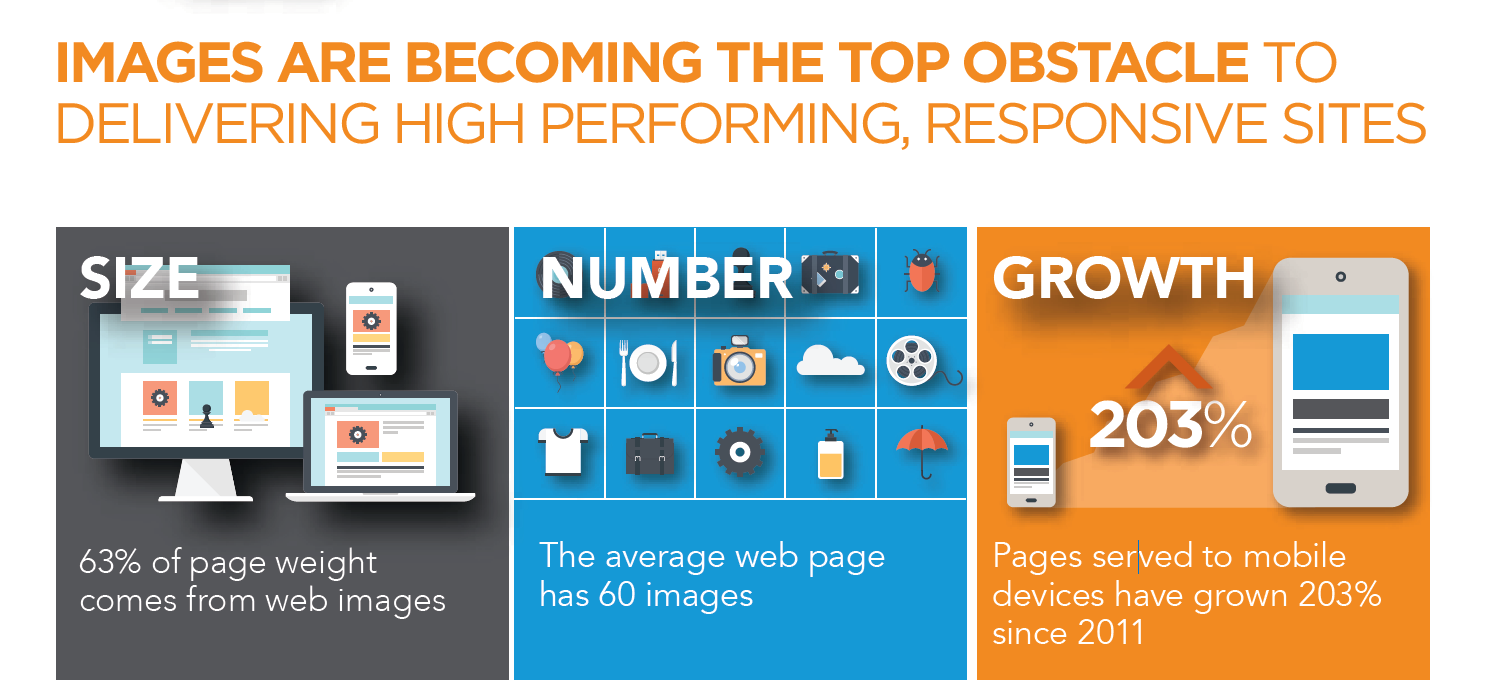 IMAGES ARE BECOMING THE TOP OBSTACLE TO
DELIVERING HIGH PERFORMING, RESPONSIVE SITES
SIZE
63% of page weight
comes from web images
NUMBER
The average web page
has 60 images
GROWTH
203%
Pages served to mobile
devices have grown 203%
since 2011